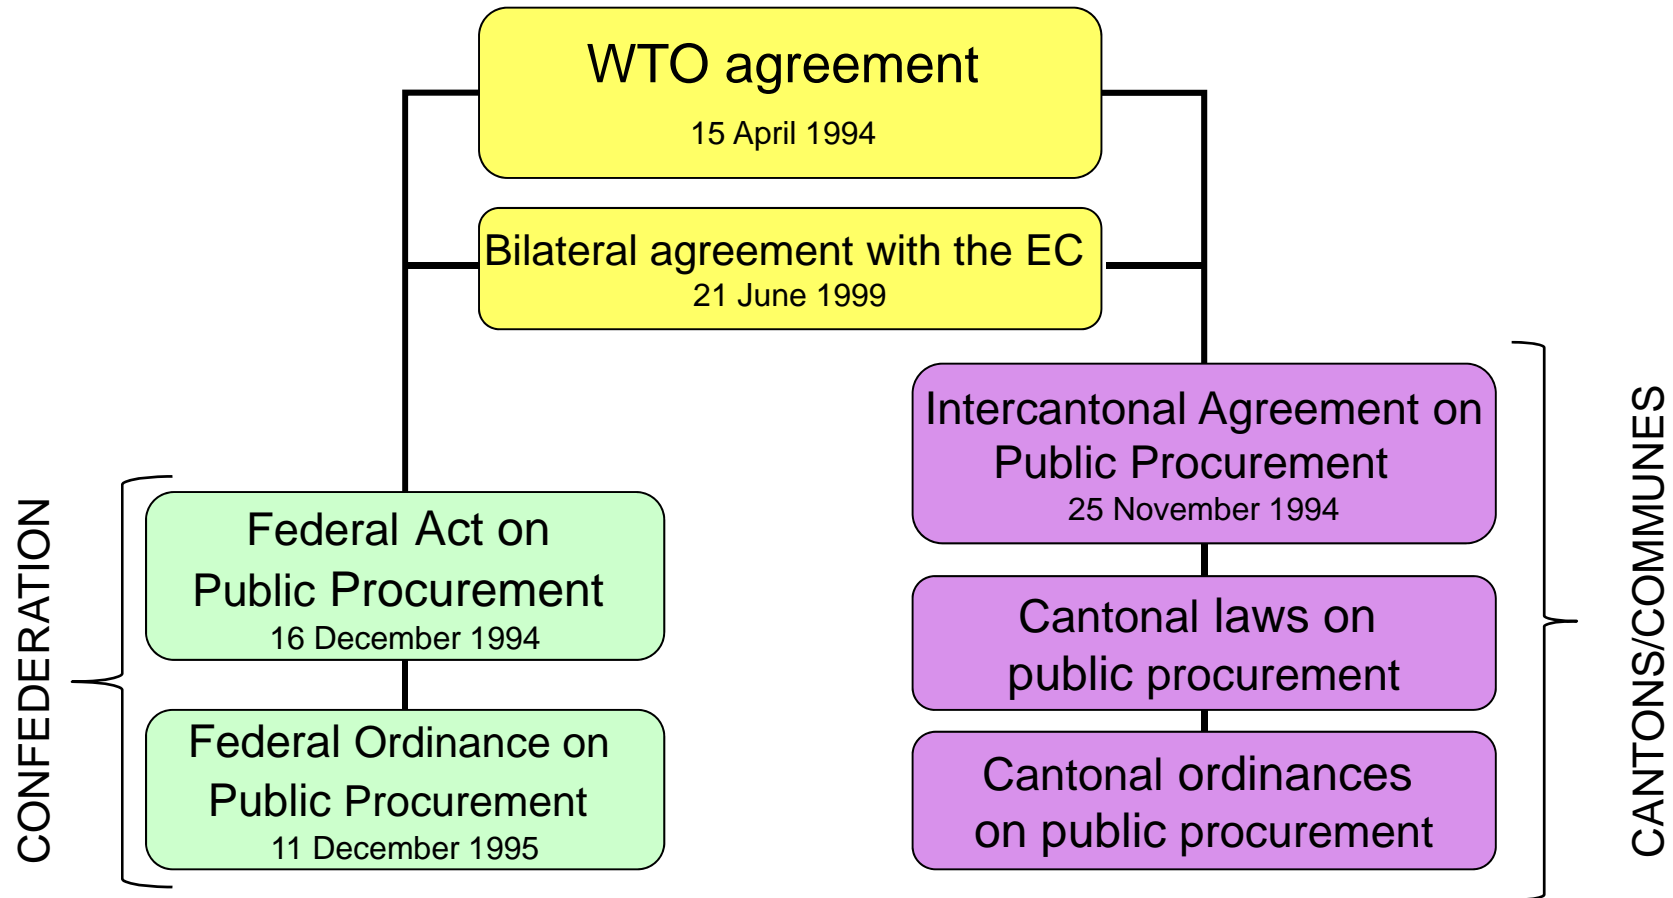 WTO agreement
15 April 1994
Bilateral agreement with the EC
21 June 1999
CONFEDERATION
Federal Act on
Public Procurement
16 December 1994
Federal Ordinance on
Public Procurement
11 December 1995
Intercantonal Agreement on
Public Procurement
25 November 1994
Cantonal laws on
public procurement
Cantonal ordinances
on public procurement
CANTONS/COMMUNES